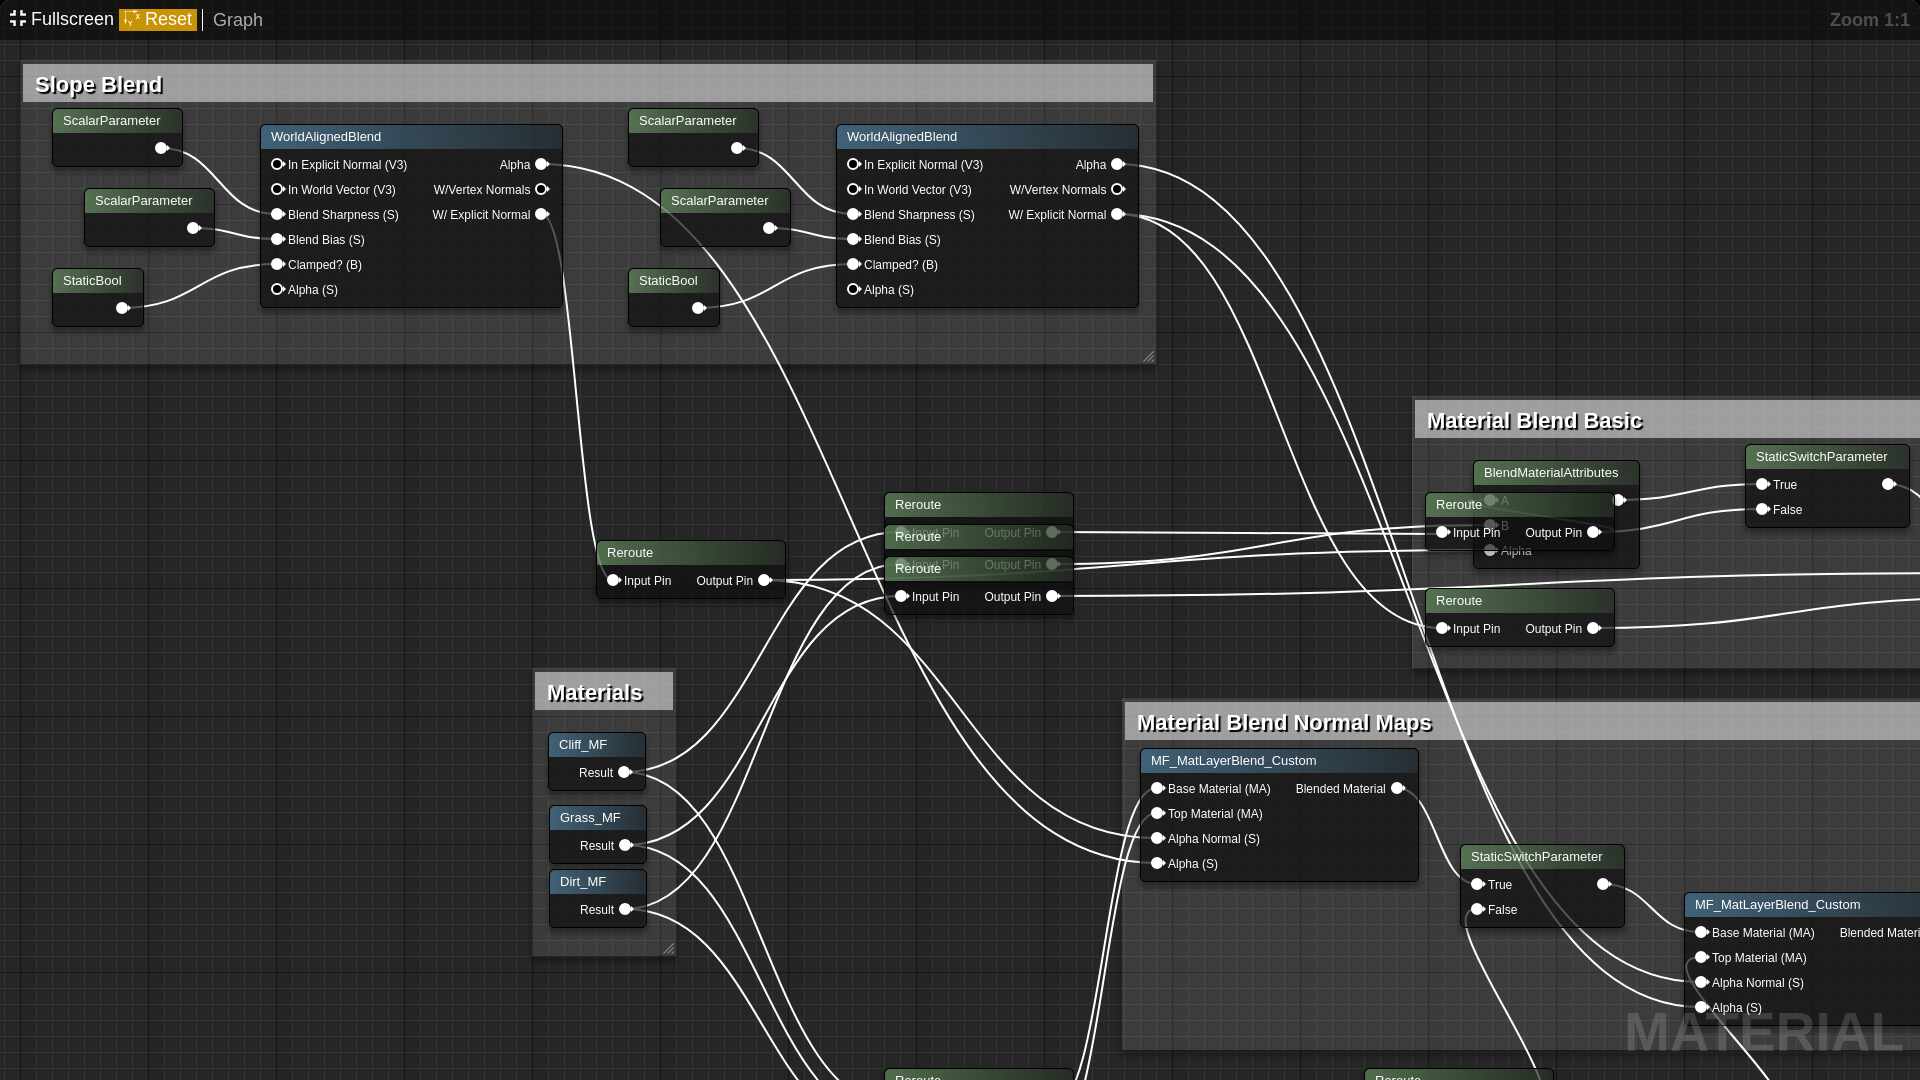 Fullscreen Reset Graph Zoom 1:1
Slope Blend
ScalarParameter
ScalarParameter
StaticBool
WorldAlignedBlend
In Explicit Normal (V3) Alpha
In World Vector (V3) W/Vertex Normals
Blend Sharpness (S) W/ Explicit Normal
Blend Bias (S)
Clamped? (B)
Alpha (S)
ScalarParameter
ScalarParameter
StaticBool
WorldAlignedBlend
In Explicit Normal (V3) Alpha
In World Vector (V3) W/Vertex Normals
Blend Sharpness (S) W/ Explicit Normal
Blend Bias (S)
Clamped? (B)
Alpha (S)
Material Blend Basic
BlendMaterialAttributes
A
B
Alpha
Reroute
Input Pin Output Pin
StaticSwitchParameter
True
False
Reroute
Input Pin Output Pin
Reroute
Input Pin Output Pin
Reroute
Input Pin Output Pin
Reroute
Input Pin Output Pin
Reroute
Input Pin Output Pin
Materials
Cliff_MF
Result
Grass_MF
Result
Dirt_MF
Result
Material Blend Normal Maps
MF_MatLayerBlend_Custom
Base Material (MA) Blended Material
Top Material (MA)
Alpha Normal (S)
Alpha (S)
StaticSwitchParameter
True
False
MF_MatLayerBlend_Custom
Base Material (MA) Blended Materi
Top Material (MA)
Alpha Normal (S)
Alpha (S)
MATERIAL
Reroute
Reroute